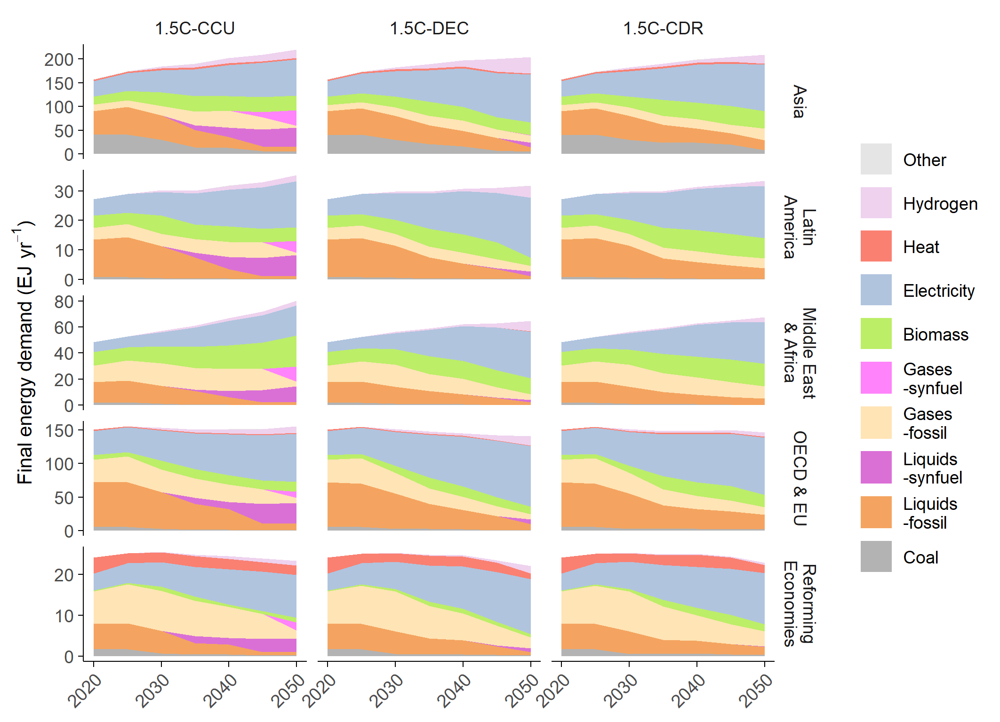 1.5C-CCU 1.5C-DEC 1.5C-CDR
Final energy demand (EJ yr⁻¹)
200
150
100
50
0
Asia
30
20
10
0
Latin
America
80
60
40
20
0
Middle East
& Africa
150
100
50
0
OECD & EU
20
10
0
Reforming
Economies
2020 2030 2040 2050 2020 2030 2040 2050 2020 2030 2040 2050
Other
Hydrogen
Heat
Electricity
Biomass
Gases
-synfuel
Gases
-fossil
Liquids
-synfuel
Liquids
-fossil
Coal